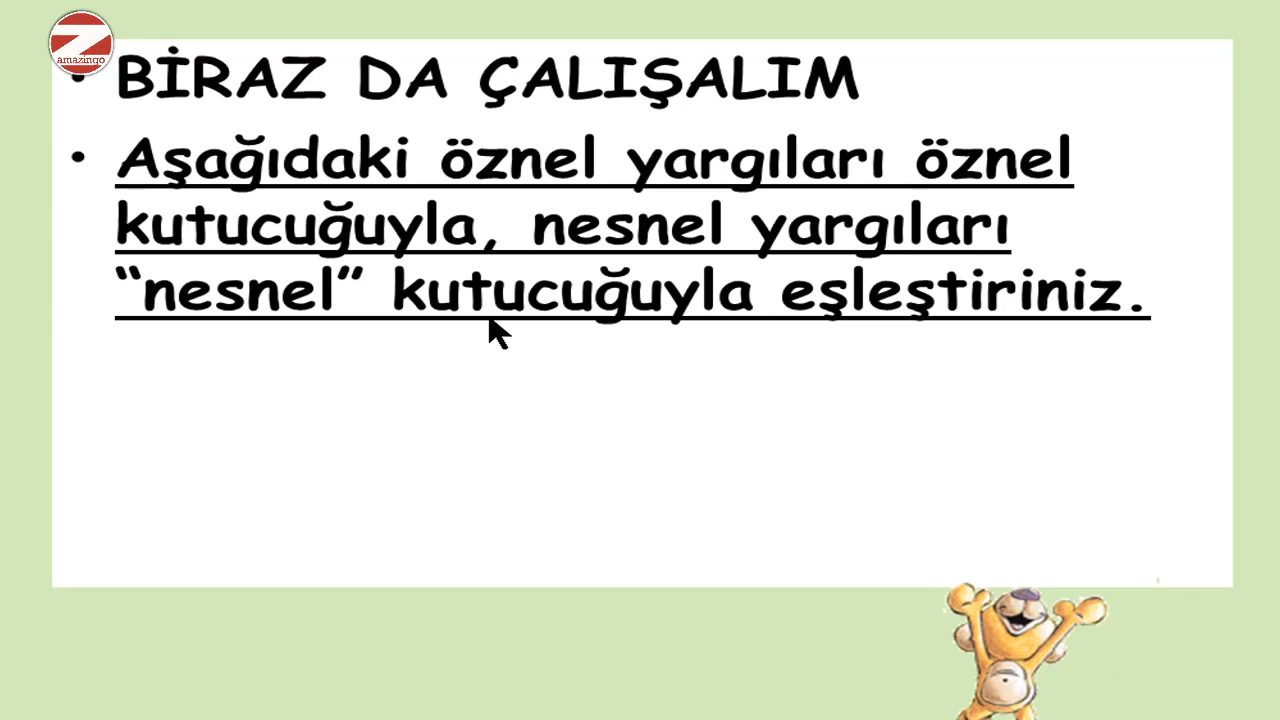 amazingo
• BİRAZ DA ÇALIŞALIM
• Aşağıdaki öznel yargıları öznel
kutucuğuyla, nesnel yargıları
“nesnel” kutucuğuyla eşleştiriniz.